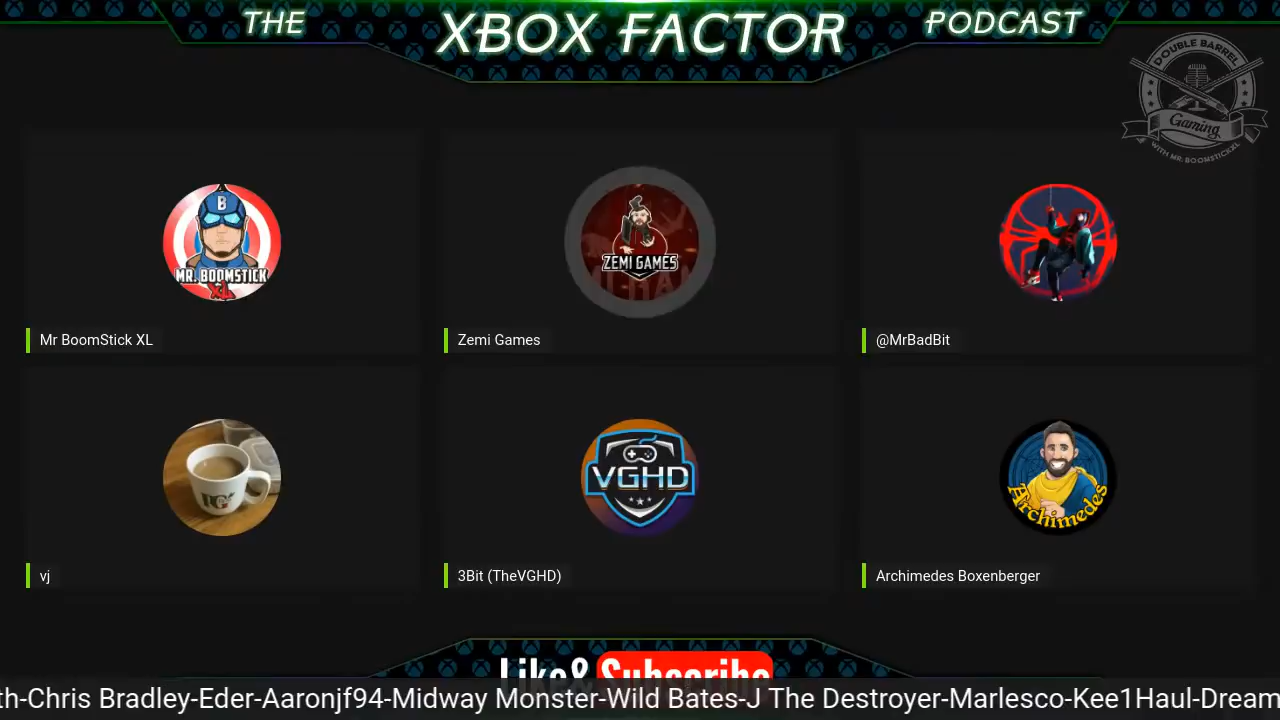 THE XBOX FACTOR PODCAST
DOUBLE BARREL
Gaming
WITH MR. BOOMSTICKXL
B
MR. BOOMSTICK
XL
ZEMI GAMES
Mr BoomStick XL
Zemi Games
@MrBadBit
VGHD
Archimedes
vj
3Bit (TheVGHD)
Archimedes Boxenberger
Like& Subscribe
th-Chris Bradley-Eder-Aaronjf94-Midway Monster-Wild Bates-J The Destroyer-Marlesco-Kee1Haul-Dream